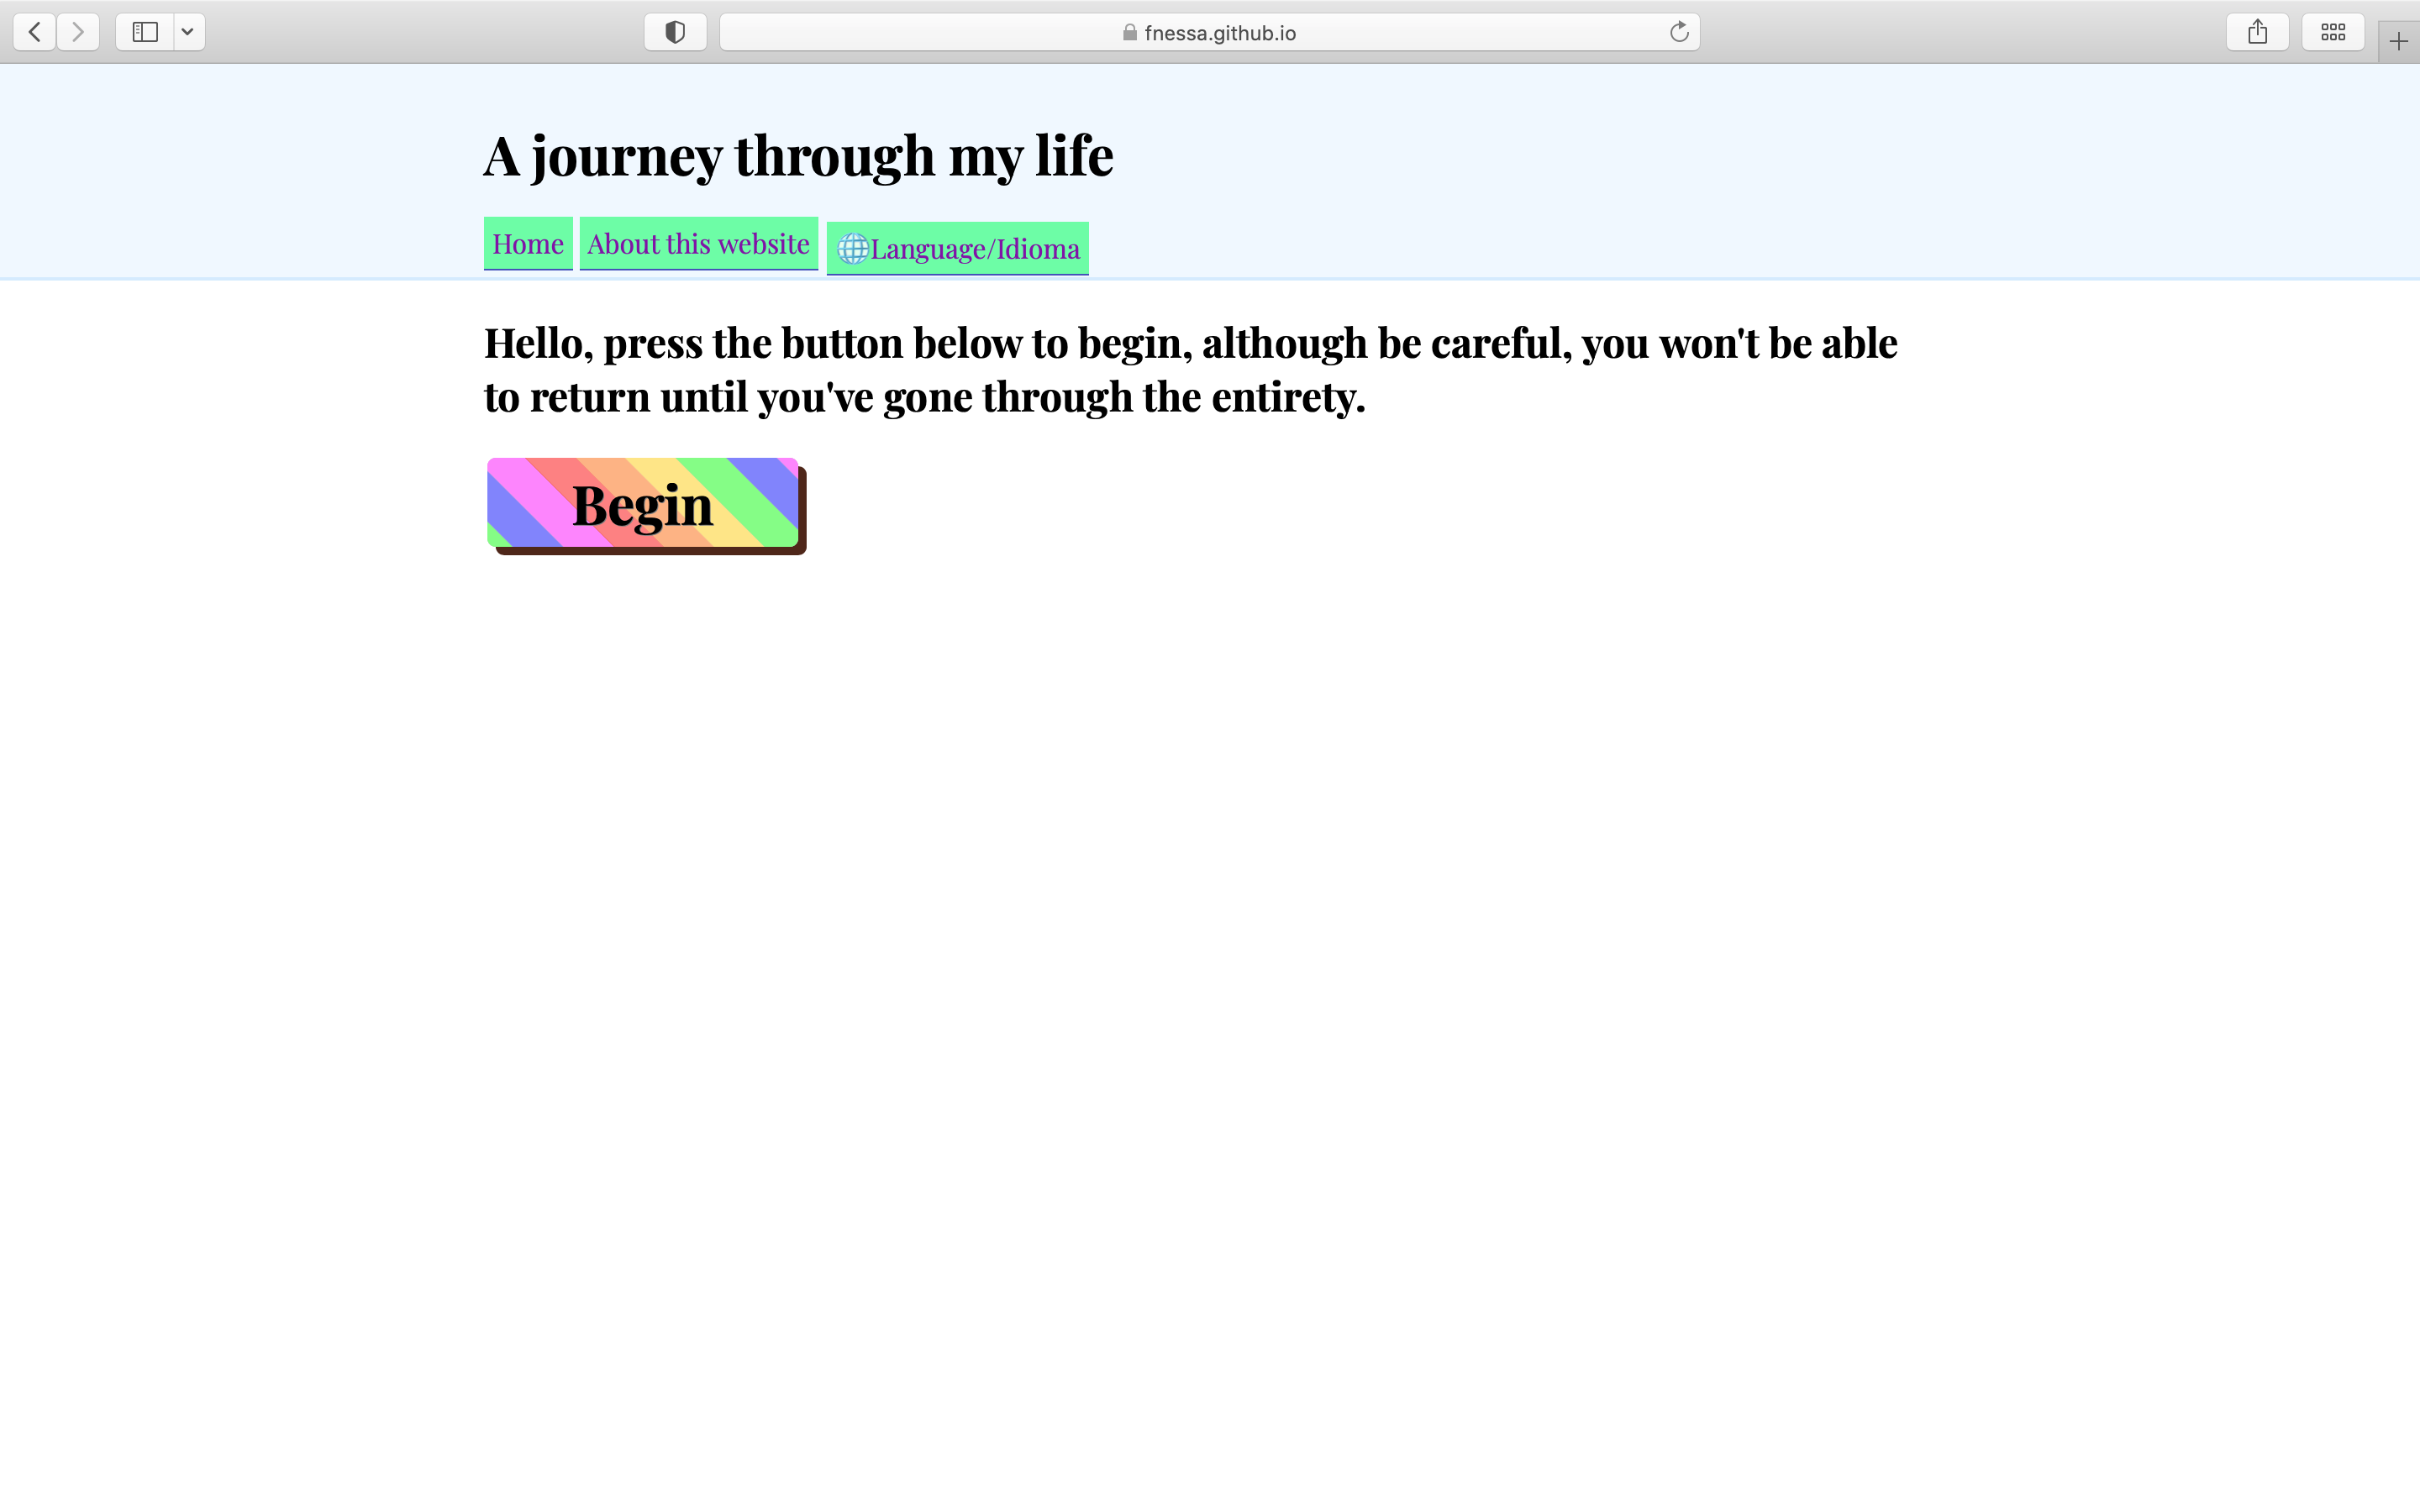 fnessa.github.io
A journey through my life
Home About this website 🌐Language/Idioma
Hello, press the button below to begin, although be careful, you won't be able
to return until you've gone through the entirety.
Begin